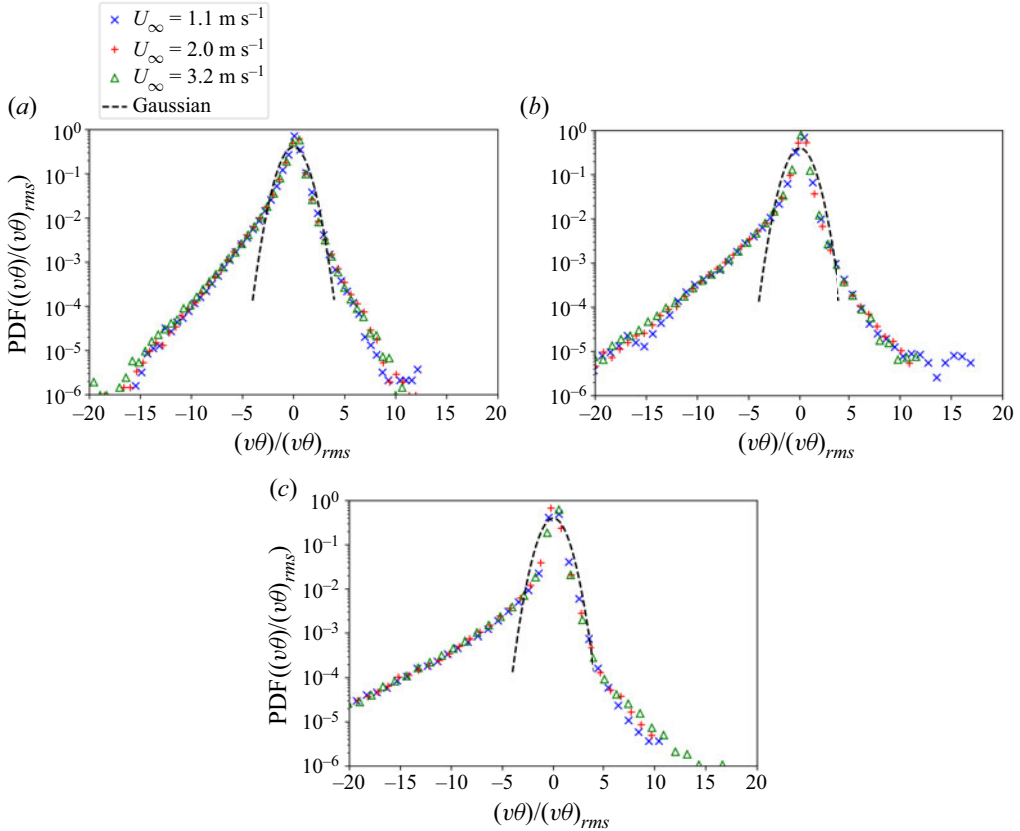 U∞ = 1.1 m s⁻¹
U∞ = 2.0 m s⁻¹
U∞ = 3.2 m s⁻¹
Gaussian
(a)
10⁰
10⁻¹
10⁻²
10⁻³
10⁻⁴
10⁻⁵
10⁻⁶
PDF((vθ)/(vθ)rms)
−20 −15 −10 −5 0 5 10 15 20
(vθ)/(vθ)rms
(b)
10⁰
10⁻¹
10⁻²
10⁻³
10⁻⁴
10⁻⁵
10⁻⁶
−20 −15 −10 −5 0 5 10 15 20
(vθ)/(vθ)rms
(c)
10⁰
10⁻¹
10⁻²
10⁻³
10⁻⁴
10⁻⁵
10⁻⁶
PDF((vθ)/(vθ)rms)
−20 −15 −10 −5 0 5 10 15 20
(vθ)/(vθ)rms